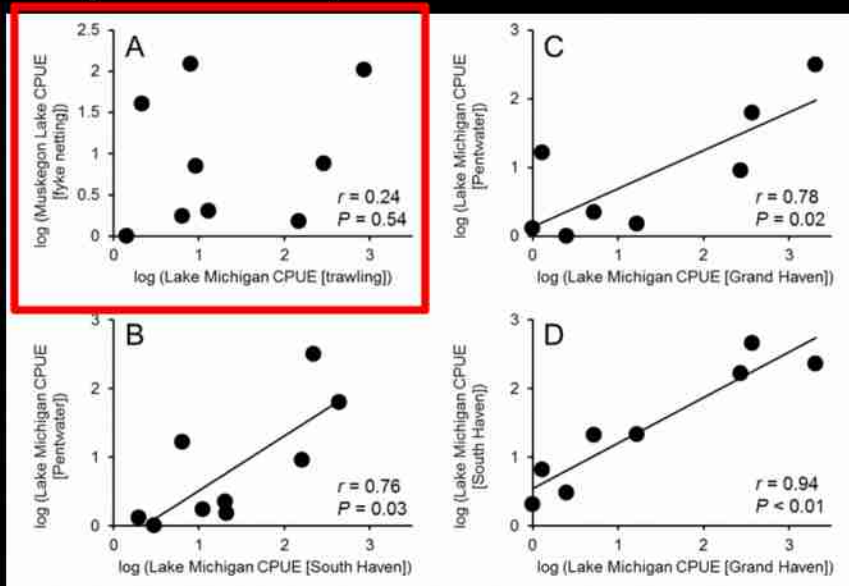 A
log (Muskegon Lake CPUE
[fyke netting])
2.5
2
1.5
1
0.5
0
r = 0.24
P = 0.54
0 1 2 3
log (Lake Michigan CPUE [trawling])
C
log (Lake Michigan CPUE
[Pentwater])
3
2
1
0
r = 0.78
P = 0.02
0 1 2 3
log (Lake Michigan CPUE [Grand Haven])
B
log (Lake Michigan CPUE
[Pentwater])
3
2
1
0
r = 0.76
P = 0.03
0 1 2 3
log (Lake Michigan CPUE [South Haven])
D
log (Lake Michigan CPUE
[South Haven])
3
2
1
0
r = 0.94
P < 0.01
0 1 2 3
log (Lake Michigan CPUE [Grand Haven])